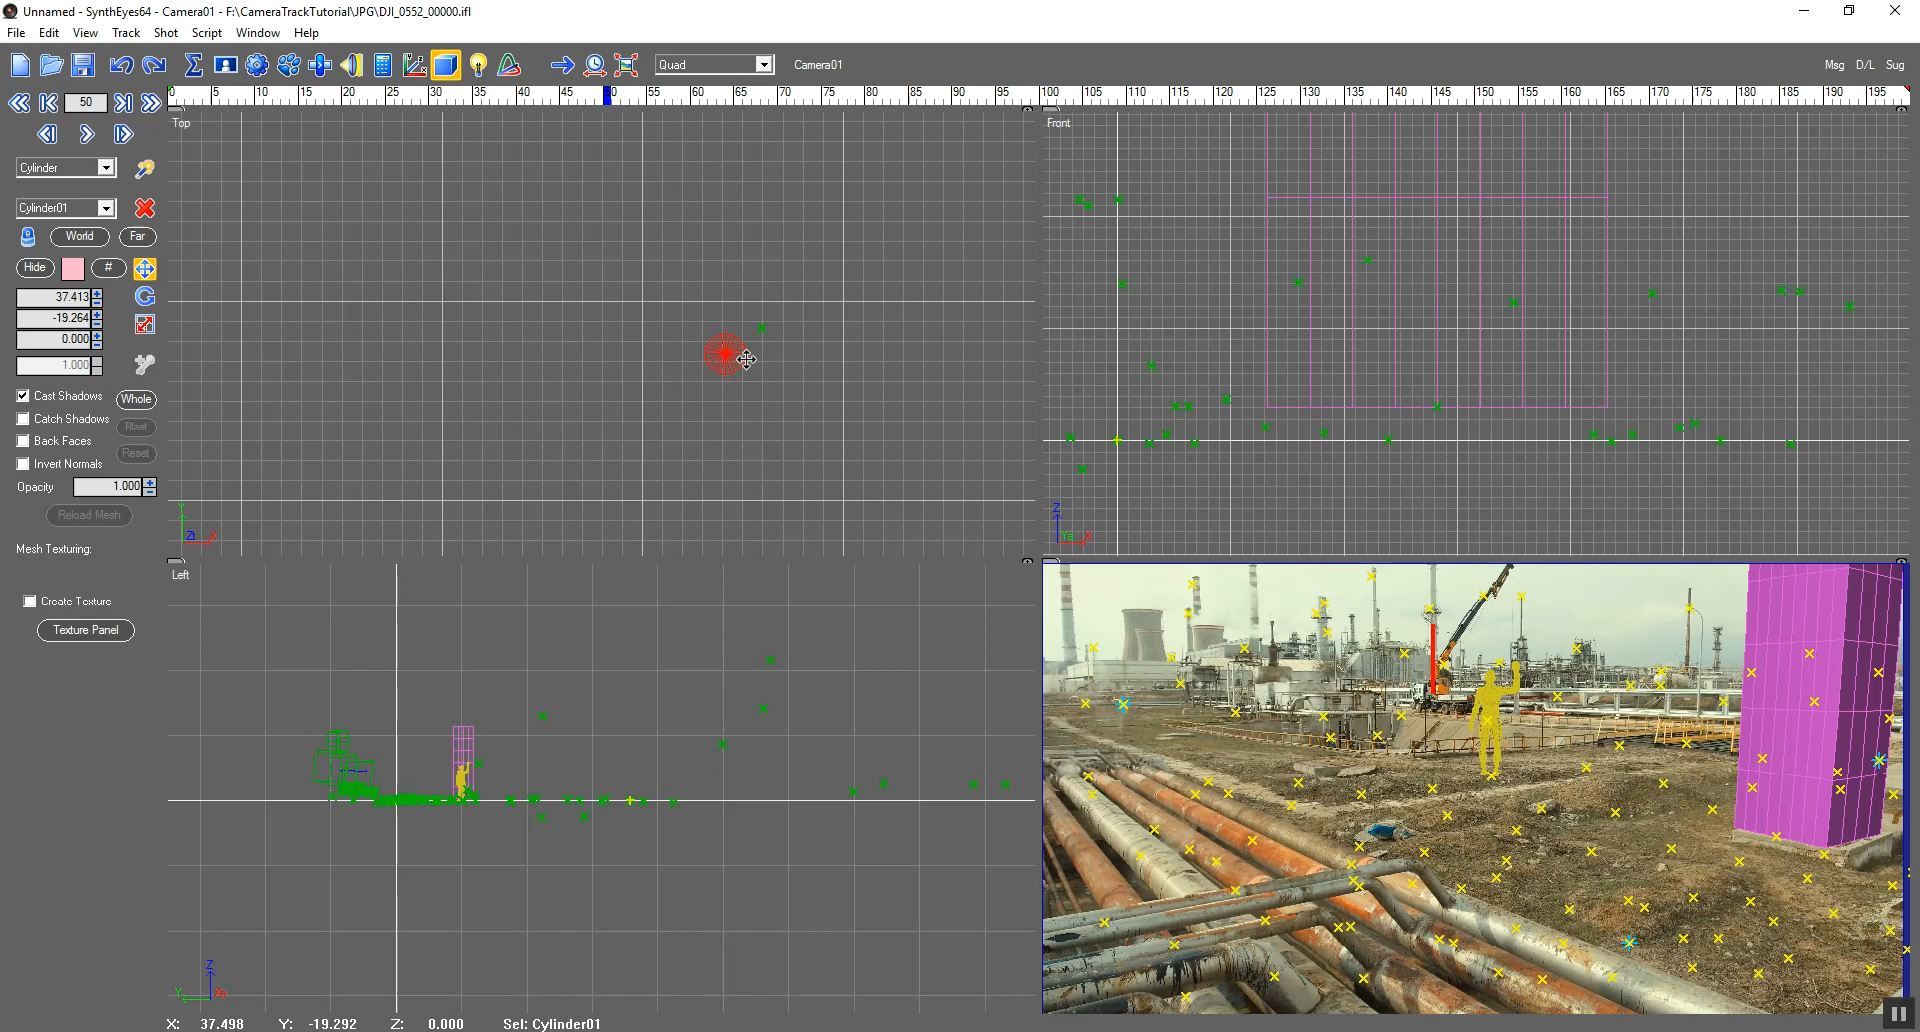 Unnamed - SynthEyes64 - Camera01 - F:\CameraTrackTutorial\JPG\DJI_0552_00000.ifl
File Edit View Track Shot Script Window Help
Quad Camera01 Msg D/L Sug
50
0 5 10 15 20 25 30 35 40 45 50 55 60 65 70 75 80 85 90 95 100 105 110 115 120 125 130 135 140 145 150 155 160 165 170 175 180 185 190 195
Top
Front
Cylinder
Cylinder01
World Far
Hide #
37.413
-19.264
0.000
1.000
Cast Shadows Whole
Catch Shadows Blast
Back Faces
Reset
Invert Normals
Opacity 1.000
Reload Mesh
Mesh Texturing:
Create Texture
Texture Panel
Y
X
Z
X
Left
Z
Y
X: 37.498 Y: -19.292 Z: 0.000 Sel: Cylinder01